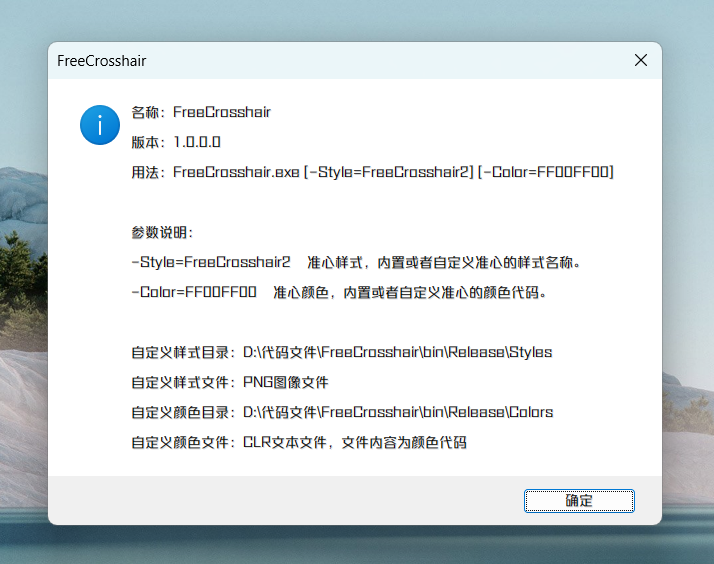 FreeCrosshair
名称：FreeCrosshair
版本：1.0.0.0
用法：FreeCrosshair.exe [-Style=FreeCrosshair2] [-Color=FF00FF00]
参数说明：
-Style=FreeCrosshair2 准心样式，内置或者自定义准心的样式名称。
-Color=FF00FF00 准心颜色，内置或者自定义准心的颜色代码。
自定义样式目录：D:\代码文件\FreeCrosshair\bin\Release\Styles
自定义样式文件：PNG图像文件
自定义颜色目录：D:\代码文件\FreeCrosshair\bin\Release\Colors
自定义颜色文件：CLR文本文件，文件内容为颜色代码
确定